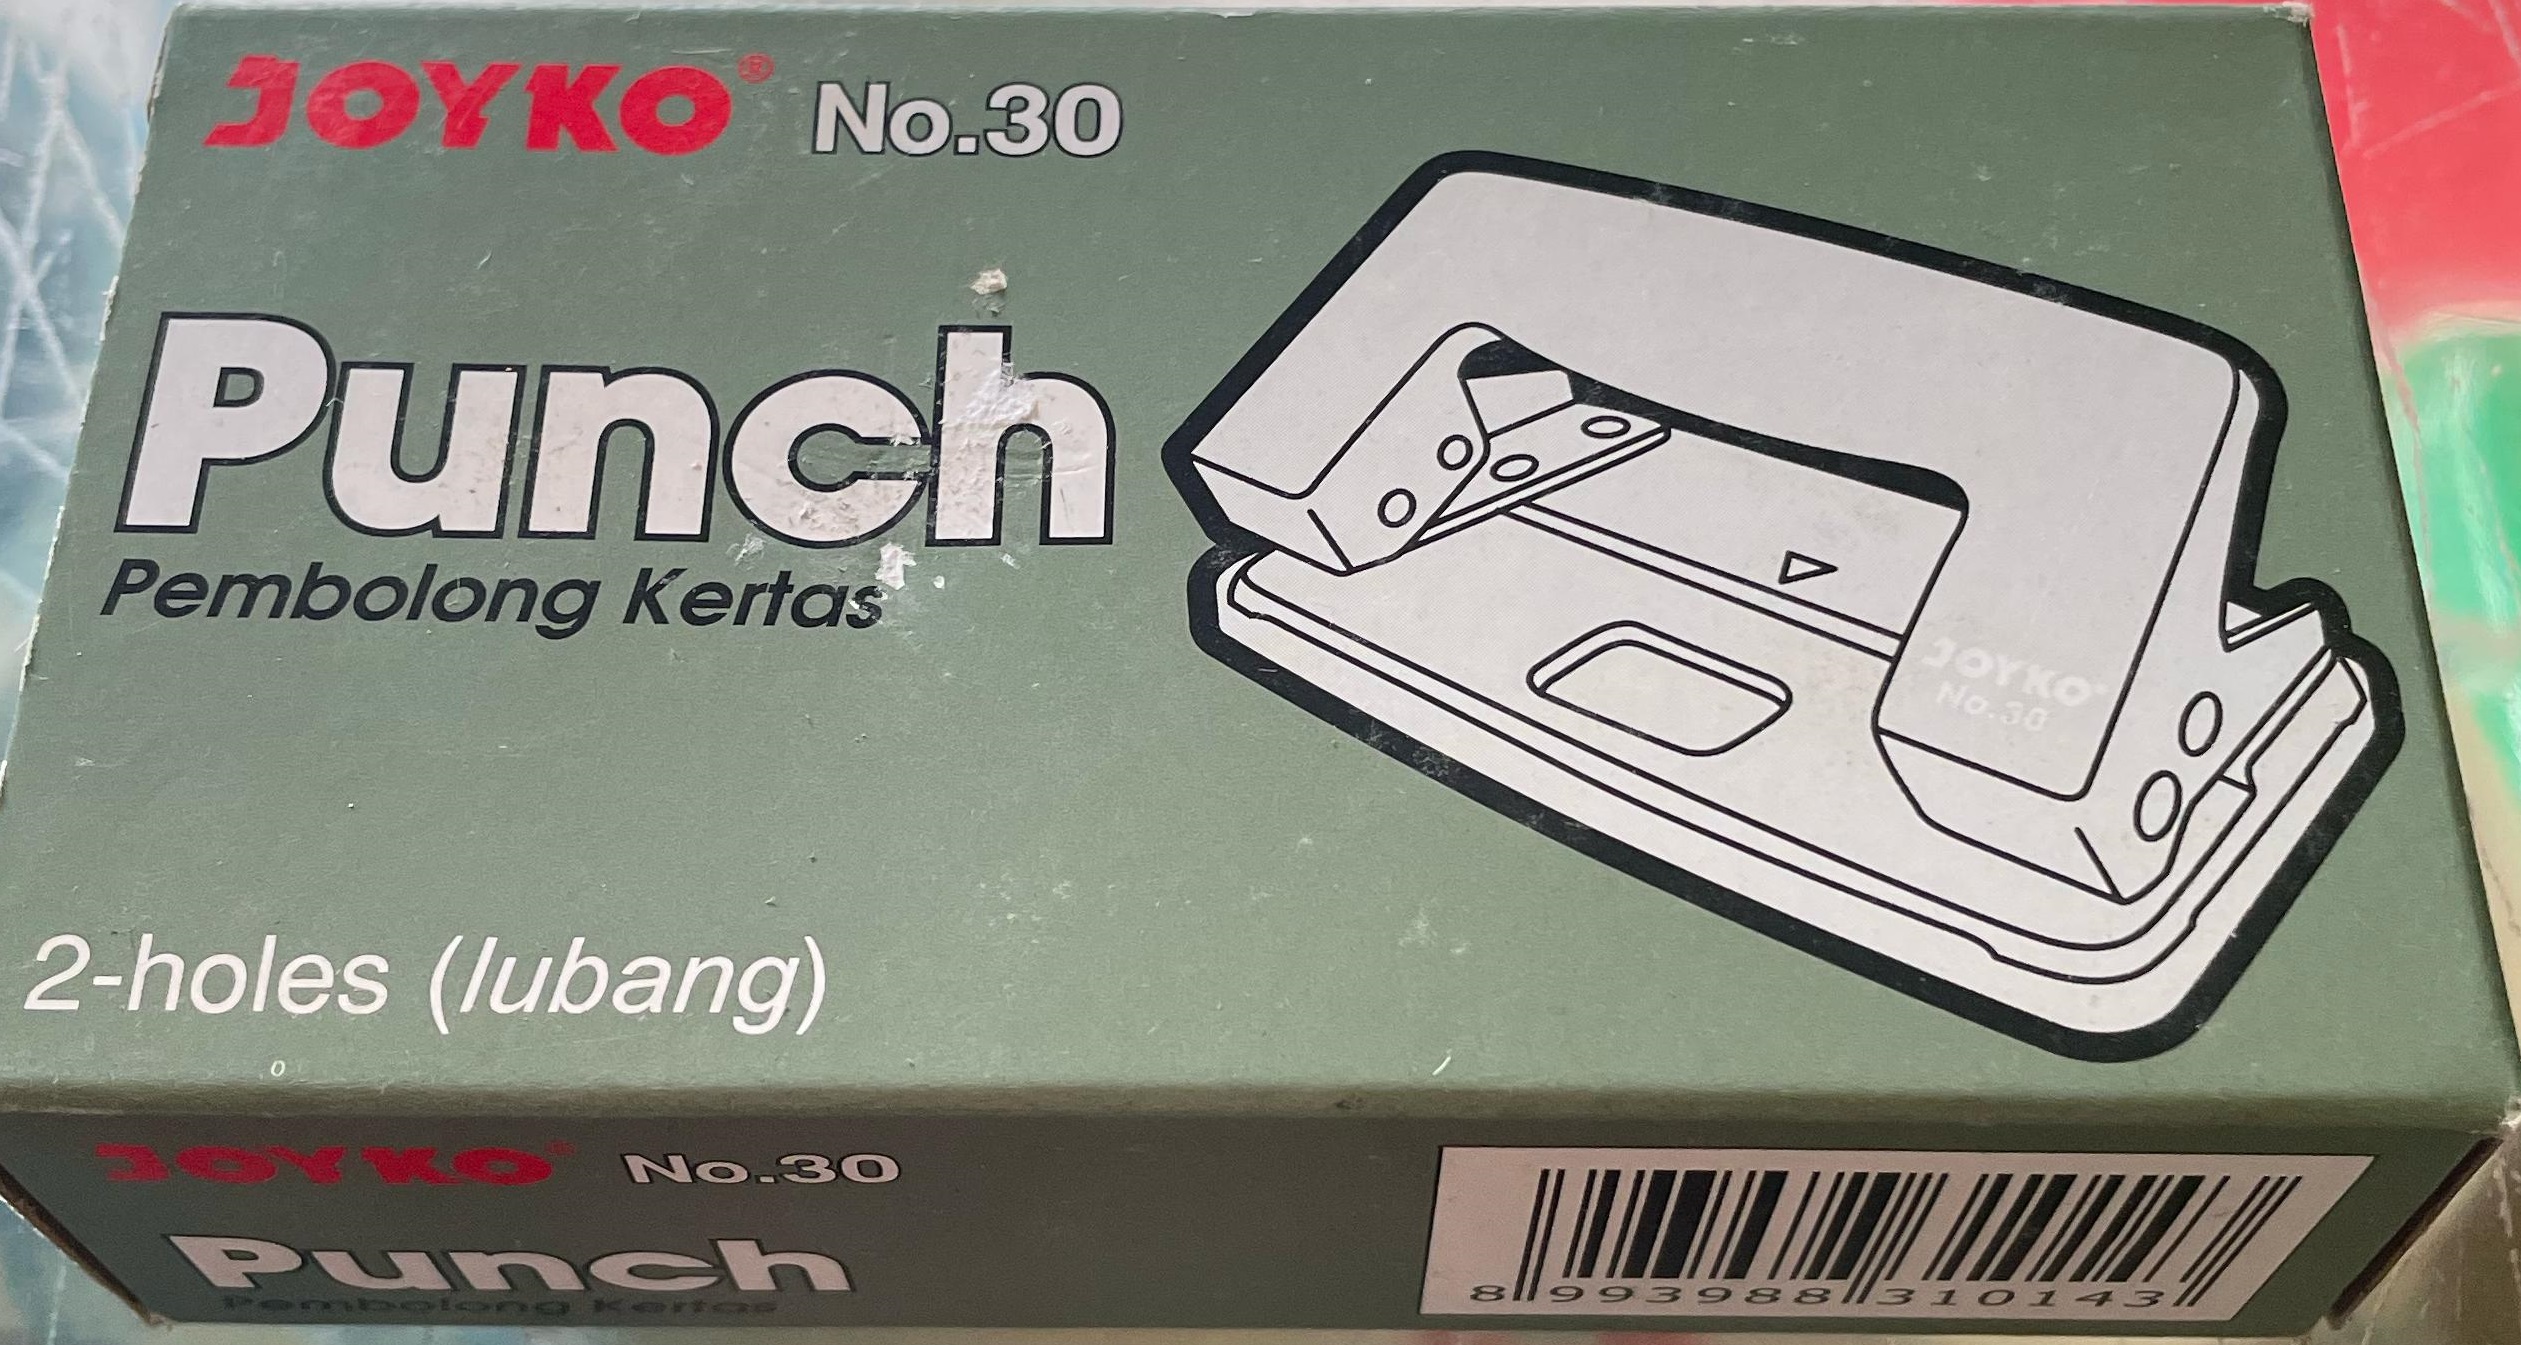 JOYKO® No.30
Punch
Pembolong Kertas
JOYKO
No.30
2-holes (lubang)
JOYKO® No.30
Punch
Pembolong Kertas
8 993988 310143